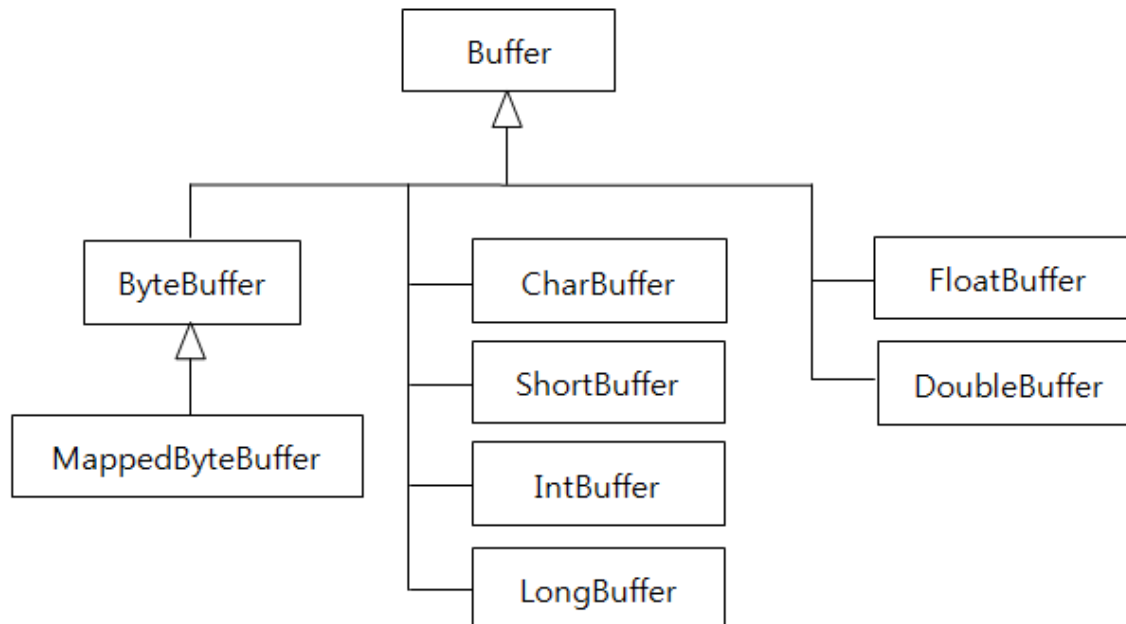 Buffer
ByteBuffer
CharBuffer
FloatBuffer
ShortBuffer
DoubleBuffer
MappedByteBuffer
IntBuffer
LongBuffer